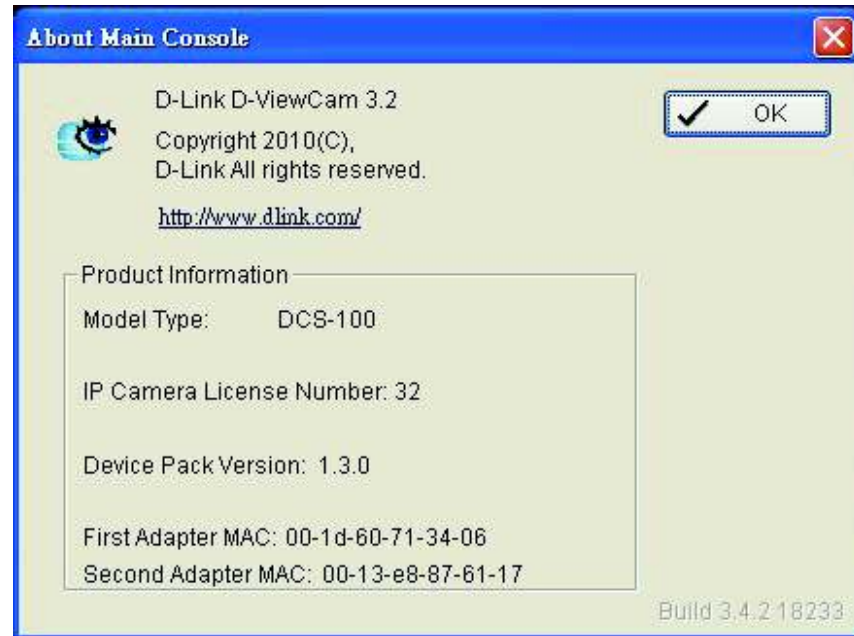 About Main Console
D-Link D-ViewCam 3.2
OK
Copyright 2010(C),
D-Link All rights reserved.
http://www.dlink.com/
Product Information
Model Type: DCS-100
IP Camera License Number: 32
Device Pack Version: 1.3.0
First Adapter MAC: 00-1d-60-71-34-06
Second Adapter MAC: 00-13-e8-87-61-17
Build 3.4.2 18233